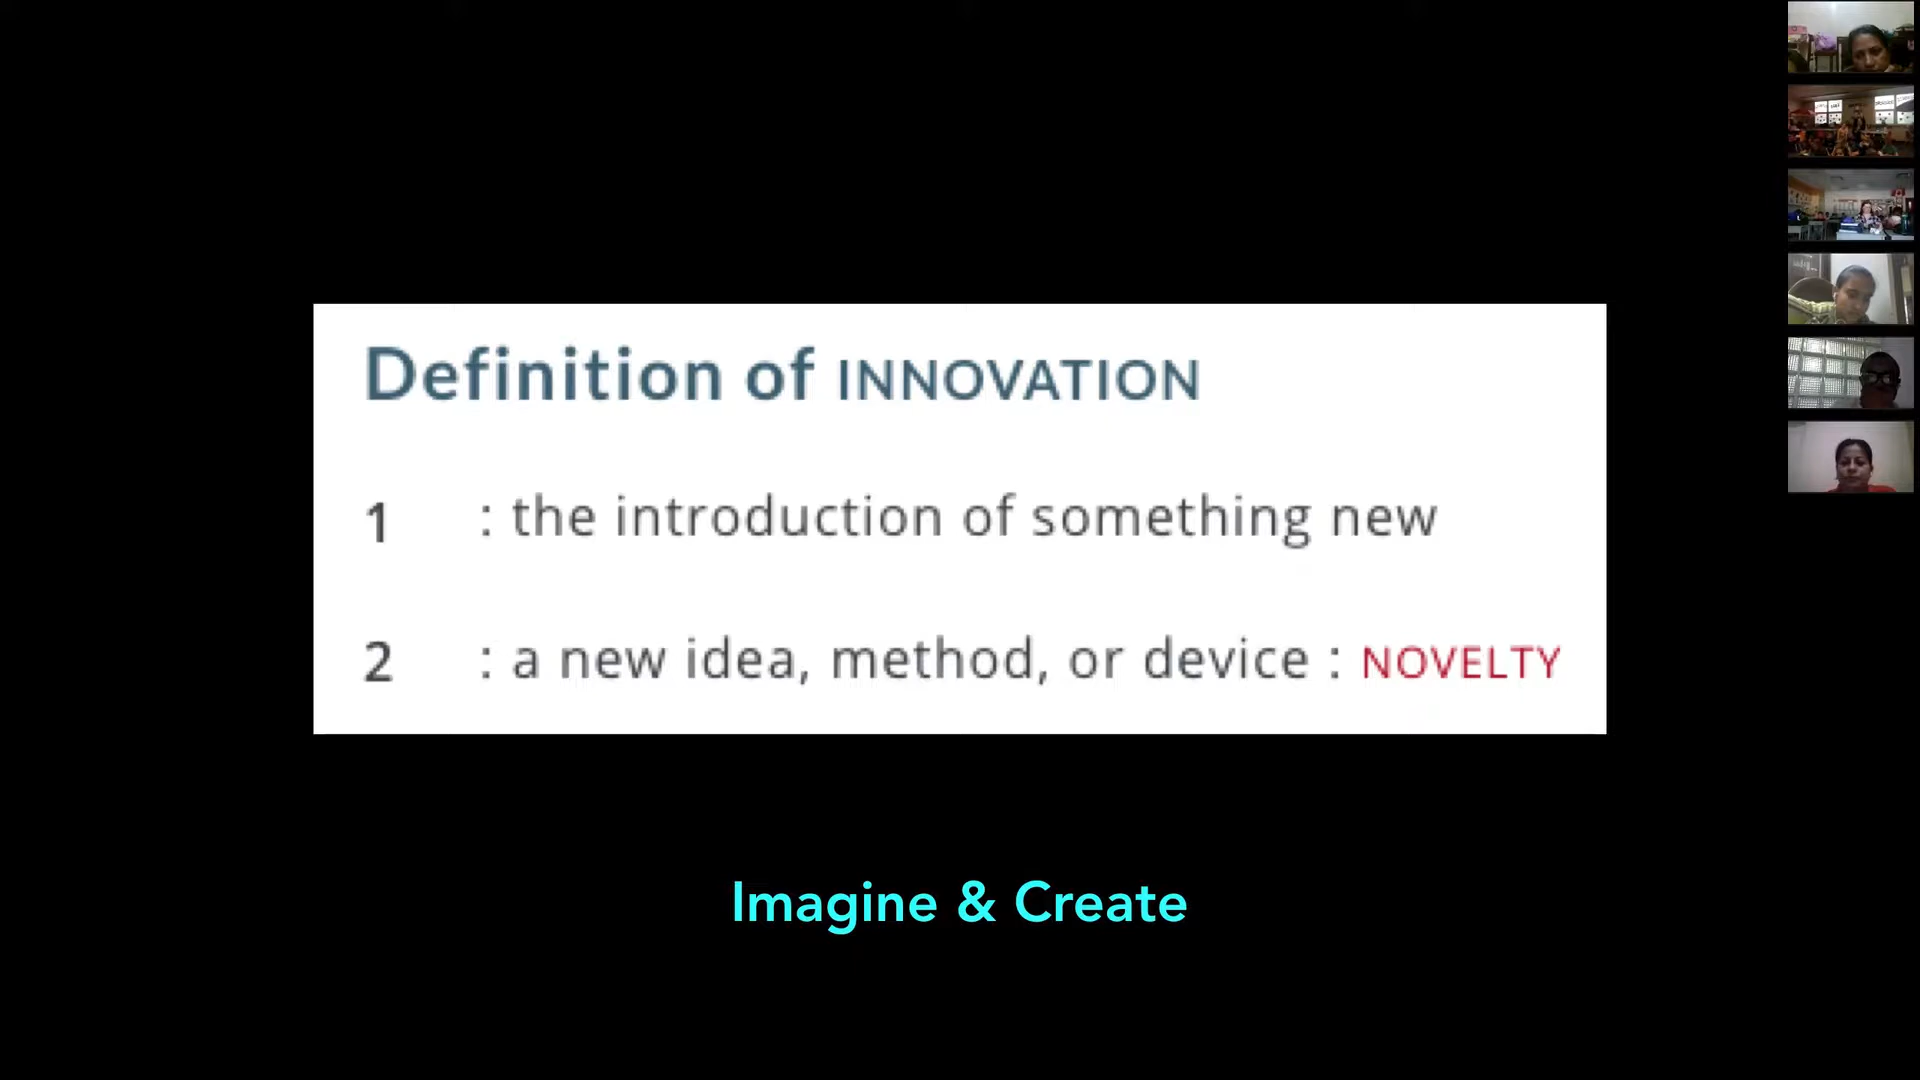 Definition of INNOVATION
1 : the introduction of something new
2 : a new idea, method, or device : NOVELTY
Imagine & Create